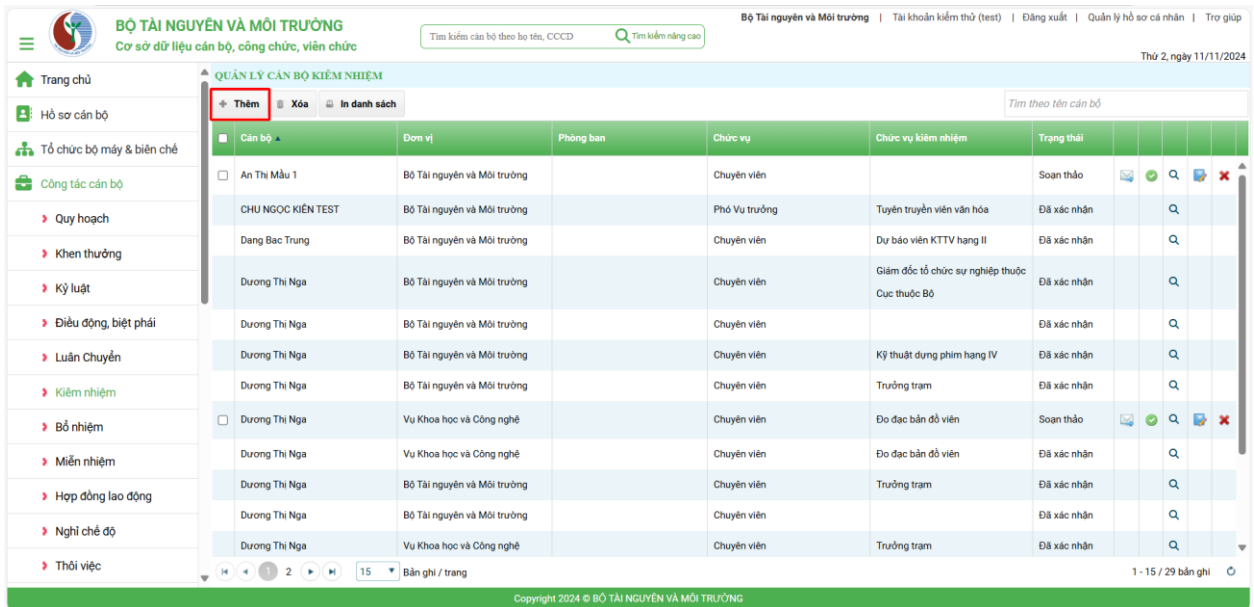 BỘ TÀI NGUYÊN VÀ MÔI TRƯỜNG
Cơ sở dữ liệu cán bộ, công chức, viên chức
Tìm kiếm cán bộ theo họ tên, CCCD
Tìm kiếm nâng cao
Bộ Tài nguyên và Môi trường | Tài khoản kiểm thử (test) | Đăng xuất | Quản lý hồ sơ cá nhân | Trợ giúp
Thứ 2, ngày 11/11/2024
Trang chủ
Hồ sơ cán bộ
Tổ chức bộ máy & biên chế
Công tác cán bộ
Quy hoạch
Khen thưởng
Kỷ luật
Điều động, biệt phái
Luân Chuyển
Kiêm nhiệm
Bổ nhiệm
Miễn nhiệm
Hợp đồng lao động
Nghỉ chế độ
Thôi việc
QUẢN LÝ CÁN BỘ KIÊM NHIỆM
Thêm Xóa In danh sách
Tìm theo tên cán bộ
Cán bộ Đơn vị Phòng ban Chức vụ Chức vụ kiêm nhiệm Trạng thái
An Thị Mầu 1 Bộ Tài nguyên và Môi trường Chuyên viên Soạn thảo
CHU NGỌC KIÊN TEST Bộ Tài nguyên và Môi trường Phó Vụ trưởng Tuyên truyền viên văn hóa Đã xác nhận
Dang Bac Trung Bộ Tài nguyên và Môi trường Chuyên viên Dự báo viên KTTV hạng II Đã xác nhận
Dương Thị Nga Bộ Tài nguyên và Môi trường Chuyên viên Giám đốc tổ chức sự nghiệp thuộc Đã xác nhận
Cục thuộc Bộ
Dương Thị Nga Bộ Tài nguyên và Môi trường Chuyên viên Đã xác nhận
Dương Thị Nga Bộ Tài nguyên và Môi trường Chuyên viên Kỹ thuật dựng phim hạng IV Đã xác nhận
Dương Thị Nga Bộ Tài nguyên và Môi trường Chuyên viên Trưởng trạm Đã xác nhận
Dương Thị Nga Vụ Khoa học và Công nghệ Chuyên viên Đo đạc bản đồ viên Soạn thảo
Dương Thị Nga Vụ Khoa học và Công nghệ Chuyên viên Đo đạc bản đồ viên Đã xác nhận
Dương Thị Nga Bộ Tài nguyên và Môi trường Chuyên viên Trưởng trạm Đã xác nhận
Dương Thị Nga Bộ Tài nguyên và Môi trường Chuyên viên Đã xác nhận
Dương Thị Nga Vụ Khoa học và Công nghệ Chuyên viên Trưởng trạm Đã xác nhận
1 2 15 Bản ghi / trang 1 - 15 / 29 bản ghi
Copyright 2024 © BỘ TÀI NGUYÊN VÀ MÔI TRƯỜNG